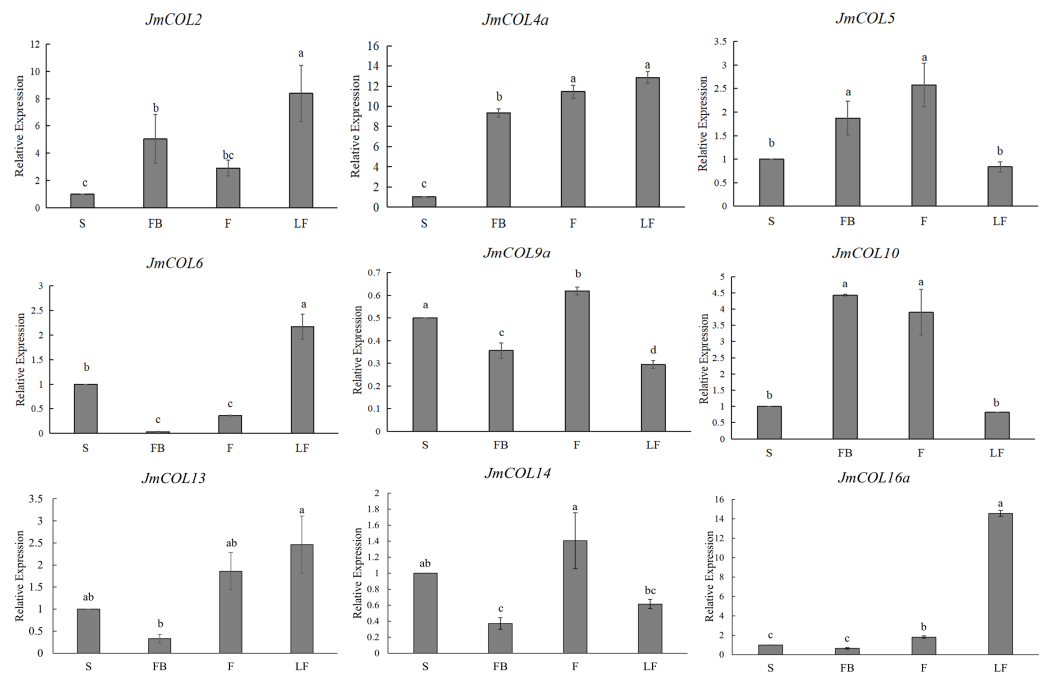 JmCOL2
Relative Expression
12
10
8
6
4
2
0
c
b
bc
a
S FB F LF
JmCOL4a
Relative Expression
16
14
12
10
8
6
4
2
0
c
b
a
a
S FB F LF
JmCOL5
Relative Expression
3.5
3
2.5
2
1.5
1
0.5
0
b
a
a
b
S FB F LF
JmCOL6
Relative Expression
3
2.5
2
1.5
1
0.5
0
b
c
c
a
S FB F LF
JmCOL9a
Relative Expression
0.7
0.6
0.5
0.4
0.3
0.2
0.1
0
a
c
b
d
S FB F LF
JmCOL10
Relative Expression
5
4.5
4
3.5
3
2.5
2
1.5
1
0.5
0
b
a
a
b
S FB F LF
JmCOL13
Relative Expression
3.5
3
2.5
2
1.5
1
0.5
0
ab
b
ab
a
S FB F LF
JmCOL14
Relative Expression
2
1.8
1.6
1.4
1.2
1
0.8
0.6
0.4
0.2
0
ab
c
a
bc
S FB F LF
JmCOL16a
Relative Expression
16
14
12
10
8
6
4
2
0
c
c
b
a
S FB F LF